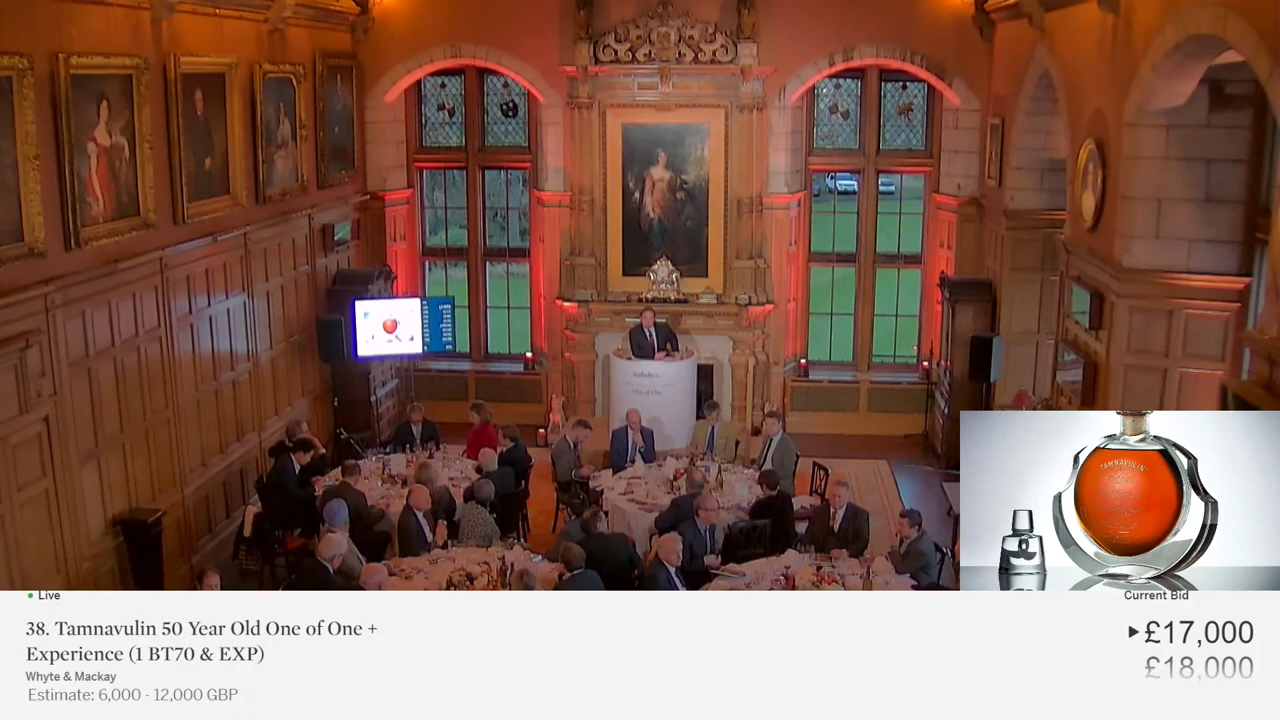 Sotheby's
TAMNAVULIN
Live
Current Bid
38. Tamnavulin 50 Year Old One of One +
Experience (1 BT70 & EXP)
Whyte & Mackay
Estimate: 6,000 - 12,000 GBP
£17,000
£18,000